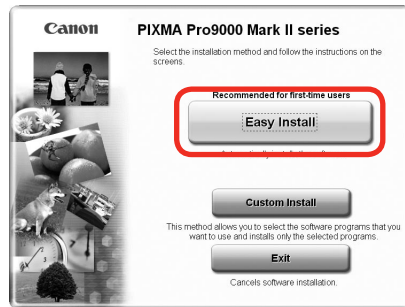 Canon
PIXMA Pro9000 Mark II series
Select the installation method and follow the instructions on the
screens.
Recommended for first-time users
Easy Install
Custom Install
This method allows you to select the software programs that you
want to use and installs only the selected programs.
Exit
Cancels software installation.